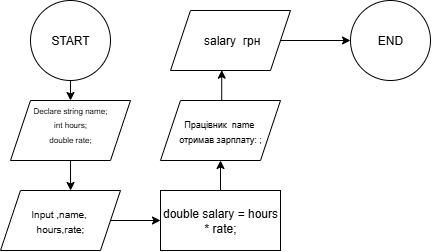 START
Declare string name;
int hours;
double rate;
Input ,name,
hours,rate;
double salary = hours
* rate;
Працівник name
отримав зарплату: ;
salary грн
END